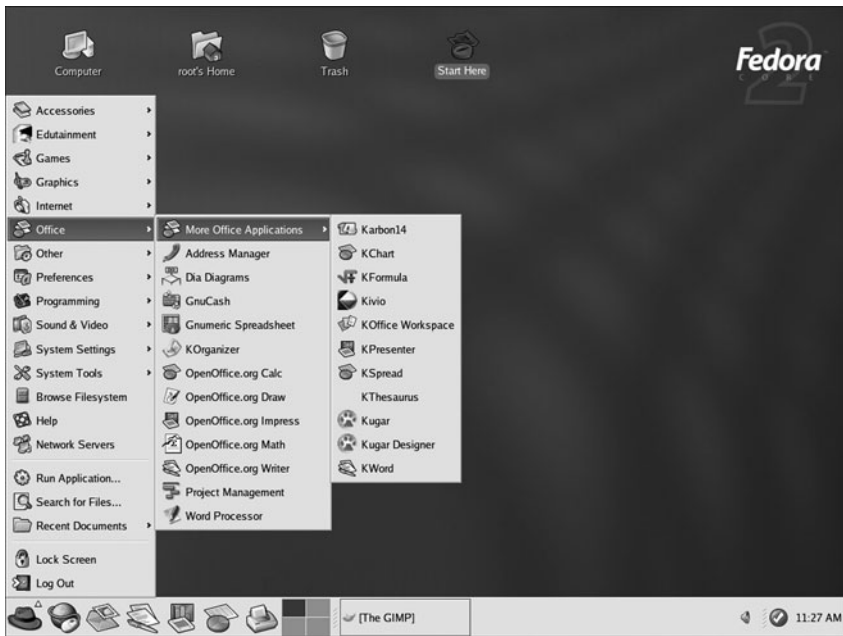 Computer
root's Home
Trash
Start Here
Fedora
CORE
2
Accessories
Edutainment
Games
Graphics
Internet
Office
Other
Preferences
Programming
Sound & Video
System Settings
System Tools
Browse Filesystem
Help
Network Servers
Run Application...
Search for Files...
Recent Documents
Lock Screen
Log Out
More Office Applications
Address Manager
Dia Diagrams
GnuCash
Gnumeric Spreadsheet
KOrganizer
OpenOffice.org Calc
OpenOffice.org Draw
OpenOffice.org Impress
OpenOffice.org Math
OpenOffice.org Writer
Project Management
Word Processor
Karbon14
KChart
KFormula
Kivio
KOffice Workspace
KPresenter
KSpread
KThesaurus
Kugar
Kugar Designer
KWord
[The GIMP]
11:27 AM